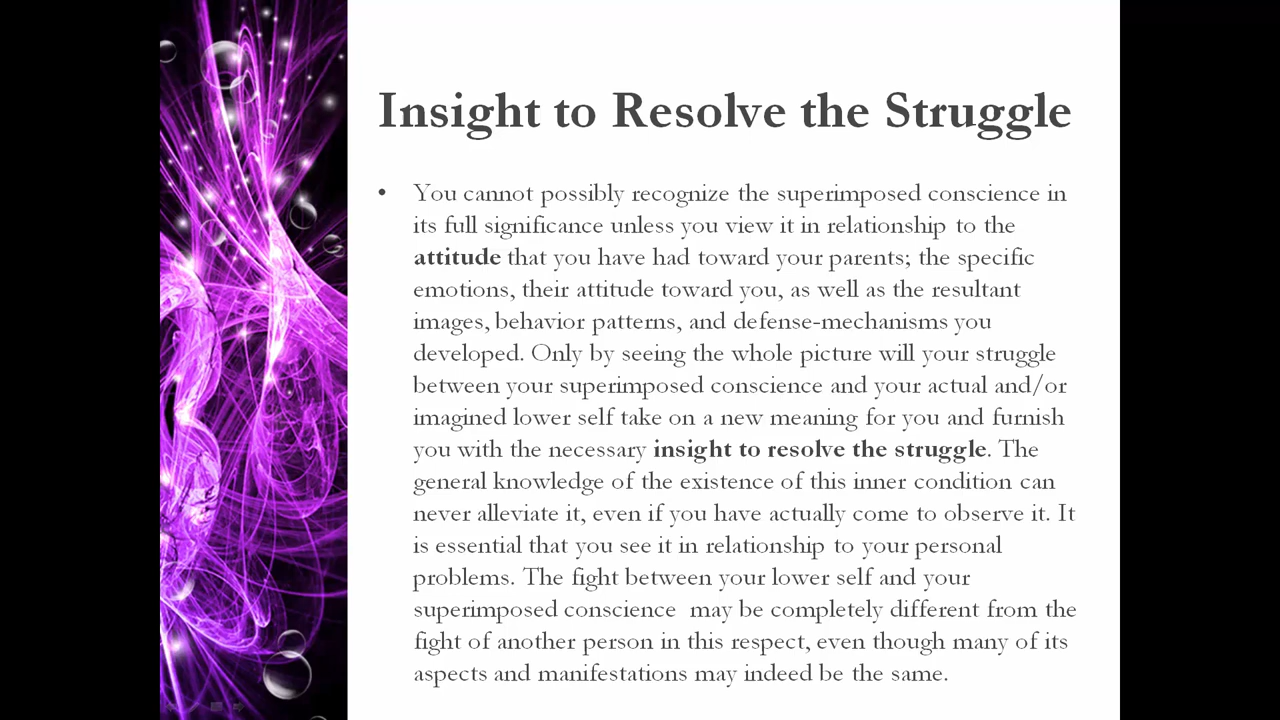 Insight to Resolve the Struggle
• You cannot possibly recognize the superimposed conscience in
its full significance unless you view it in relationship to the
attitude that you have had toward your parents; the specific
emotions, their attitude toward you, as well as the resultant
images, behavior patterns, and defense-mechanisms you
developed. Only by seeing the whole picture will your struggle
between your superimposed conscience and your actual and/or
imagined lower self take on a new meaning for you and furnish
you with the necessary insight to resolve the struggle. The
general knowledge of the existence of this inner condition can
never alleviate it, even if you have actually come to observe it. It
is essential that you see it in relationship to your personal
problems. The fight between your lower self and your
superimposed conscience  may be completely different from the
fight of another person in this respect, even though many of its
aspects and manifestations may indeed be the same.